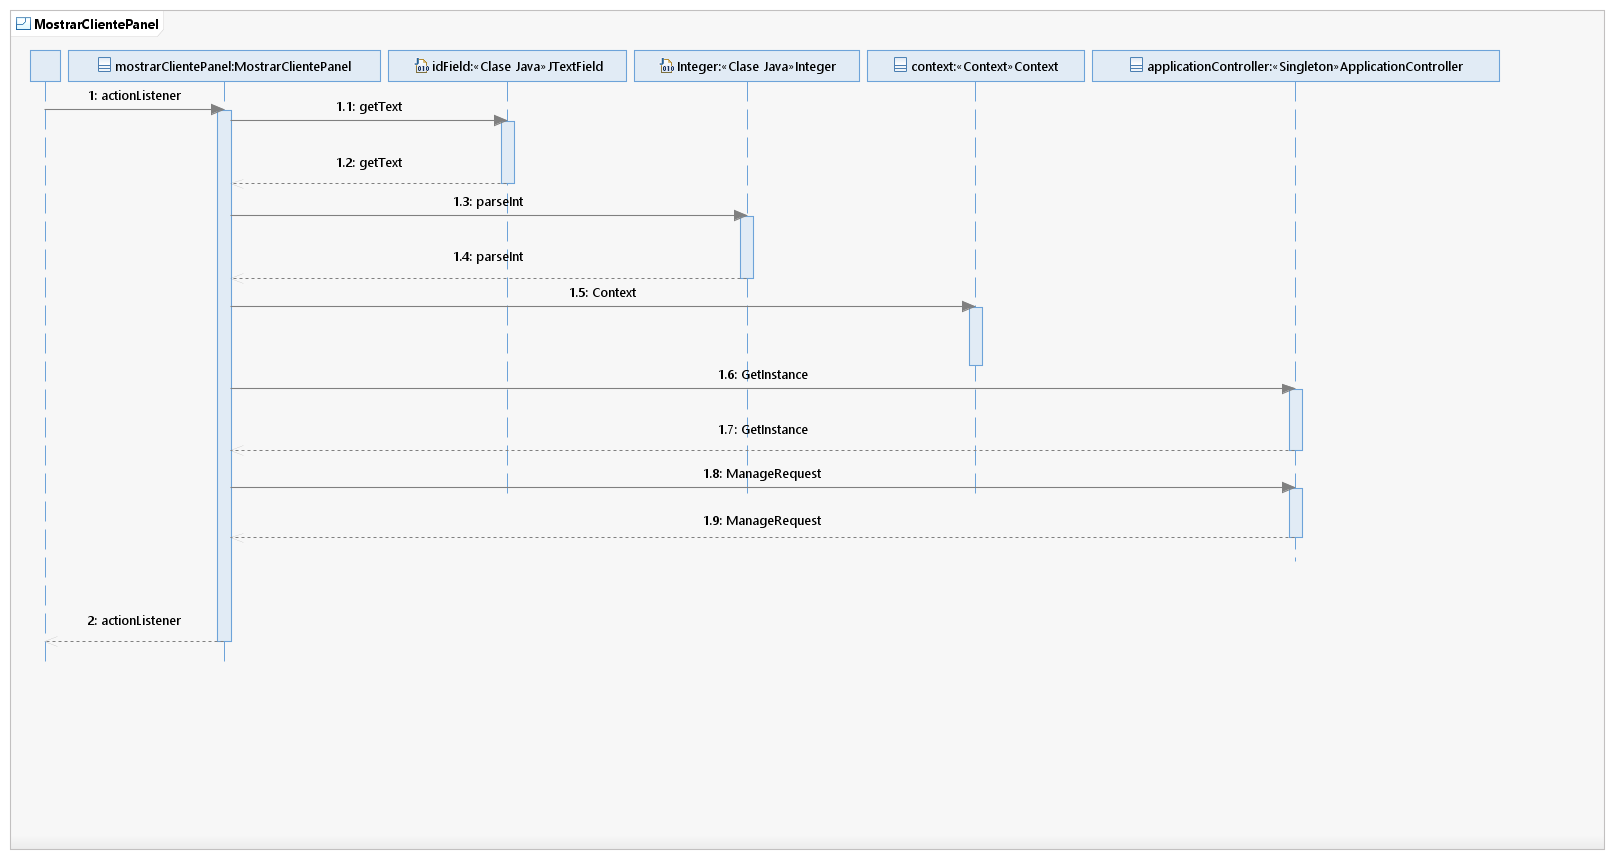 MostrarClientePanel
mostrarClientePanel:MostrarClientePanel
idField:«Clase Java»JTextField
Integer:«Clase Java»Integer
context:«Context»Context
applicationController:«Singleton»ApplicationController
1: actionListener
1.1: getText
1.2: getText
1.3: parseInt
1.4: parseInt
1.5: Context
1.6: GetInstance
1.7: GetInstance
1.8: ManageRequest
1.9: ManageRequest
2: actionListener